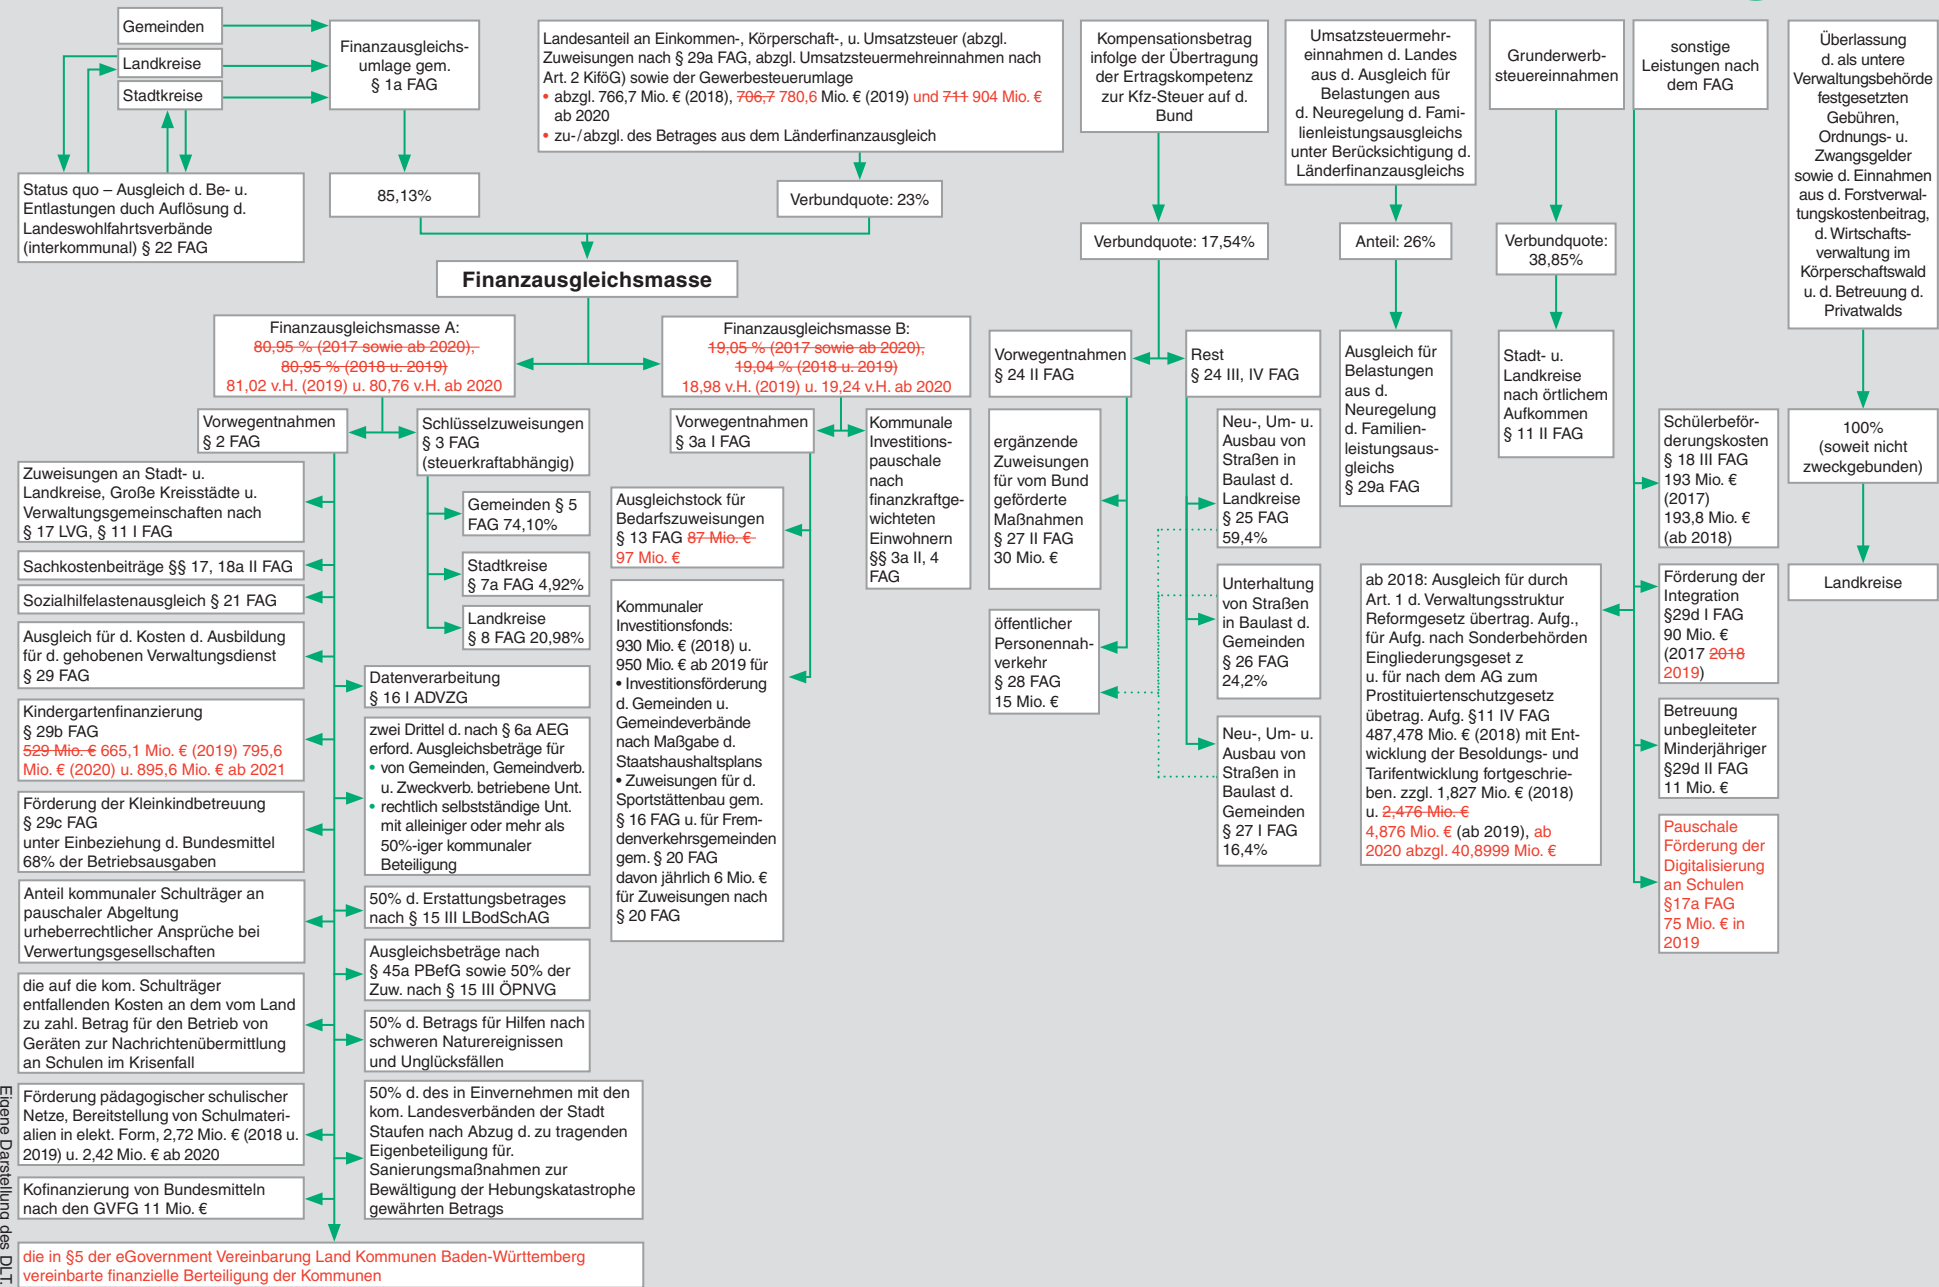 Gemeinden
Landkreise
Stadtkreise
Finanzausgleichs-
umlage gem.
§ 1a FAG
Status quo – Ausgleich d. Be- u.
Entlastungen duch Auflösung d.
Landeswohlfahrtsverbände
(interkommunal) § 22 FAG
85,13%
Landesanteil an Einkommen-, Körperschaft-, u. Umsatzsteuer (abzgl.
Zuweisungen nach § 29a FAG, abzgl. Umsatzsteuermehreinnahmen nach
Art. 2 KiföG) sowie der Gewerbesteuerumlage
• abzgl. 766,7 Mio. € (2018), 706,7 780,6 Mio. € (2019) und 711 904 Mio. €
ab 2020
• zu-/abzgl. des Betrages aus dem Länderfinanzausgleich
Verbundquote: 23%
Finanzausgleichsmasse
Finanzausgleichsmasse A:
80,95 % (2017 sowie ab 2020),
80,95 % (2018 u. 2019)
81,02 v.H. (2019) u. 80,76 v.H. ab 2020
Finanzausgleichsmasse B:
19,05 % (2017 sowie ab 2020),
19,04 % (2018 u. 2019)
18,98 v.H. (2019) u. 19,24 v.H. ab 2020
Vorwegentnahmen
§ 2 FAG
Schlüsselzuweisungen
§ 3 FAG
(steuerkraftabhängig)
Gemeinden § 5
FAG 74,10%
Stadtkreise
§ 7a FAG 4,92%
Landkreise
§ 8 FAG 20,98%
Zuweisungen an Stadt- u.
Landkreise, Große Kreisstädte u.
Verwaltungsgemeinschaften nach
§ 17 LVG, § 11 I FAG
Sachkostenbeiträge §§ 17, 18a II FAG
Sozialhilfelastenausgleich § 21 FAG
Ausgleich für d. Kosten d. Ausbildung
für d. gehobenen Verwaltungsdienst
§ 29 FAG
Kindergartenfinanzierung
§ 29b FAG
529 Mio. € 665,1 Mio. € (2019) 795,6
Mio. € (2020) u. 895,6 Mio. € ab 2021
Förderung der Kleinkindbetreuung
§ 29c FAG
unter Einbeziehung d. Bundesmittel
68% der Betriebsausgaben
Anteil kommunaler Schulträger an
pauschaler Abgeltung
urheberrechtlicher Ansprüche bei
Verwertungsgesellschaften
die auf die kom. Schulträger
entfallenden Kosten an dem vom Land
zu zahl. Betrag für den Betrieb von
Geräten zur Nachrichtenübermittlung
an Schulen im Krisenfall
Förderung pädagogischer schulischer
Netze, Bereitstellung von Schulmateri-
alien in elekt. Form, 2,72 Mio. € (2018 u.
2019) u. 2,42 Mio. € ab 2020
Kofinanzierung von Bundesmitteln
nach den GVFG 11 Mio. €
die in §5 der eGovernment Vereinbarung Land Kommunen Baden-Württemberg
vereinbarte finanzielle Berteiligung der Kommunen
Datenverarbeitung
§ 16 I ADVZG
zwei Drittel d. nach § 6a AEG
erford. Ausgleichsbeträge für
• von Gemeinden, Gemeindverb.
u. Zweckverb. betriebene Unt.
• rechtlich selbstständige Unt.
mit alleiniger oder mehr als
50%-iger kommunaler
Beteiligung
50% d. Erstattungsbetrages
nach § 15 III LBodSchAG
Ausgleichsbeträge nach
§ 45a PBefG sowie 50% der
Zuw. nach § 15 III ÖPNVG
50% d. Betrags für Hilfen nach
schweren Naturereignissen
und Unglücksfällen
50% d. des in Einvernehmen mit den
kom. Landesverbänden der Stadt
Staufen nach Abzug d. zu tragenden
Eigenbeteiligung für.
Sanierungsmaßnahmen zur
Bewältigung der Hebungskatastrophe
gewährten Betrags
Vorwegentnahmen
§ 3a I FAG
Kommunale
Investitions-
pauschale
nach
finanzkraftge-
wichteten
Einwohnern
§§ 3a II, 4
FAG
Ausgleichstock für
Bedarfszuweisungen
§ 13 FAG 87 Mio. €
97 Mio. €
Kommunaler
Investitionsfonds:
930 Mio. € (2018) u.
950 Mio. € ab 2019 für
• Investitionsförderung
d. Gemeinden u.
Gemeindeverbände
nach Maßgabe d.
Staatshaushaltsplans
• Zuweisungen für d.
Sportstättenbau gem.
§ 16 FAG u. für Frem-
denverkehrsgemeinden
gem. § 20 FAG
davon jährlich 6 Mio. €
für Zuweisungen nach
§ 20 FAG
Kompensationsbetrag
infolge der Übertragung
der Ertragskompetenz
zur Kfz-Steuer auf d.
Bund
Verbundquote: 17,54%
Vorwegentnahmen
§ 24 II FAG
Rest
§ 24 III, IV FAG
ergänzende
Zuweisungen
für vom Bund
geförderte
Maßnahmen
§ 27 II FAG
30 Mio. €
öffentlicher
Personennah-
verkehr
§ 28 FAG
15 Mio. €
Neu-, Um- u.
Ausbau von
Straßen in
Baulast d.
Landkreise
§ 25 FAG
59,4%
Unterhaltung
von Straßen
in Baulast d.
Gemeinden
§ 26 FAG
24,2%
Neu-, Um- u.
Ausbau von
Straßen in
Baulast d.
Gemeinden
§ 27 I FAG
16,4%
Umsatzsteuermehr-
einnahmen d. Landes
aus d. Ausgleich für
Belastungen aus
d. Neuregelung d. Fami-
lienleistungsausgleichs
unter Berücksichtigung d.
Länderfinanzausgleichs
Anteil: 26%
Ausgleich für
Belastungen
aus d.
Neuregelung
d. Familien-
leistungsaus-
gleichs
§ 29a FAG
Grunderwerb-
steuereinnahmen
Verbundquote:
38,85%
Stadt- u.
Landkreise
nach örtlichem
Aufkommen
§ 11 II FAG
sonstige
Leistungen nach
dem FAG
Schülerbeför-
derungskosten
§ 18 III FAG
193 Mio. €
(2017)
193,8 Mio. €
(ab 2018)
ab 2018: Ausgleich für durch
Art. 1 d. Verwaltungsstruktur
Reformgesetz übertrag. Aufg.,
für Aufg. nach Sonderbehörden
Eingliederungsgeset z
u. für nach dem AG zum
Prostituiertenschutzgesetz
übetrag. Aufg. §11 IV FAG
487,478 Mio. € (2018) mit Ent-
wicklung der Besoldungs- und
Tarifentwicklung fortgeschrie-
ben. zzgl. 1,827 Mio. € (2018)
u. 2,476 Mio. €
4,876 Mio. € (ab 2019), ab
2020 abzgl. 40,8999 Mio. €
Förderung der
Integration
§29d I FAG
90 Mio. €
(2017 2018
2019)
Betreuung
unbegleiteter
Minderjähriger
§29d II FAG
11 Mio. €
Pauschale
Förderung der
Digitalisierung
an Schulen
§17a FAG
75 Mio. € in
2019
Überlassung
d. als untere
Verwaltungsbehörde
festgesetzten
Gebühren,
Ordnungs- u.
Zwangsgelder
sowie d. Einnahmen
aus d. Forstverwal-
tungskostenbeitrag,
d. Wirtschafts-
verwaltung im
Körperschaftswald
u. d. Betreuung d.
Privatwalds
100%
(soweit nicht
zweckgebunden)
Landkreise
Eigene Darstellung des DLT.